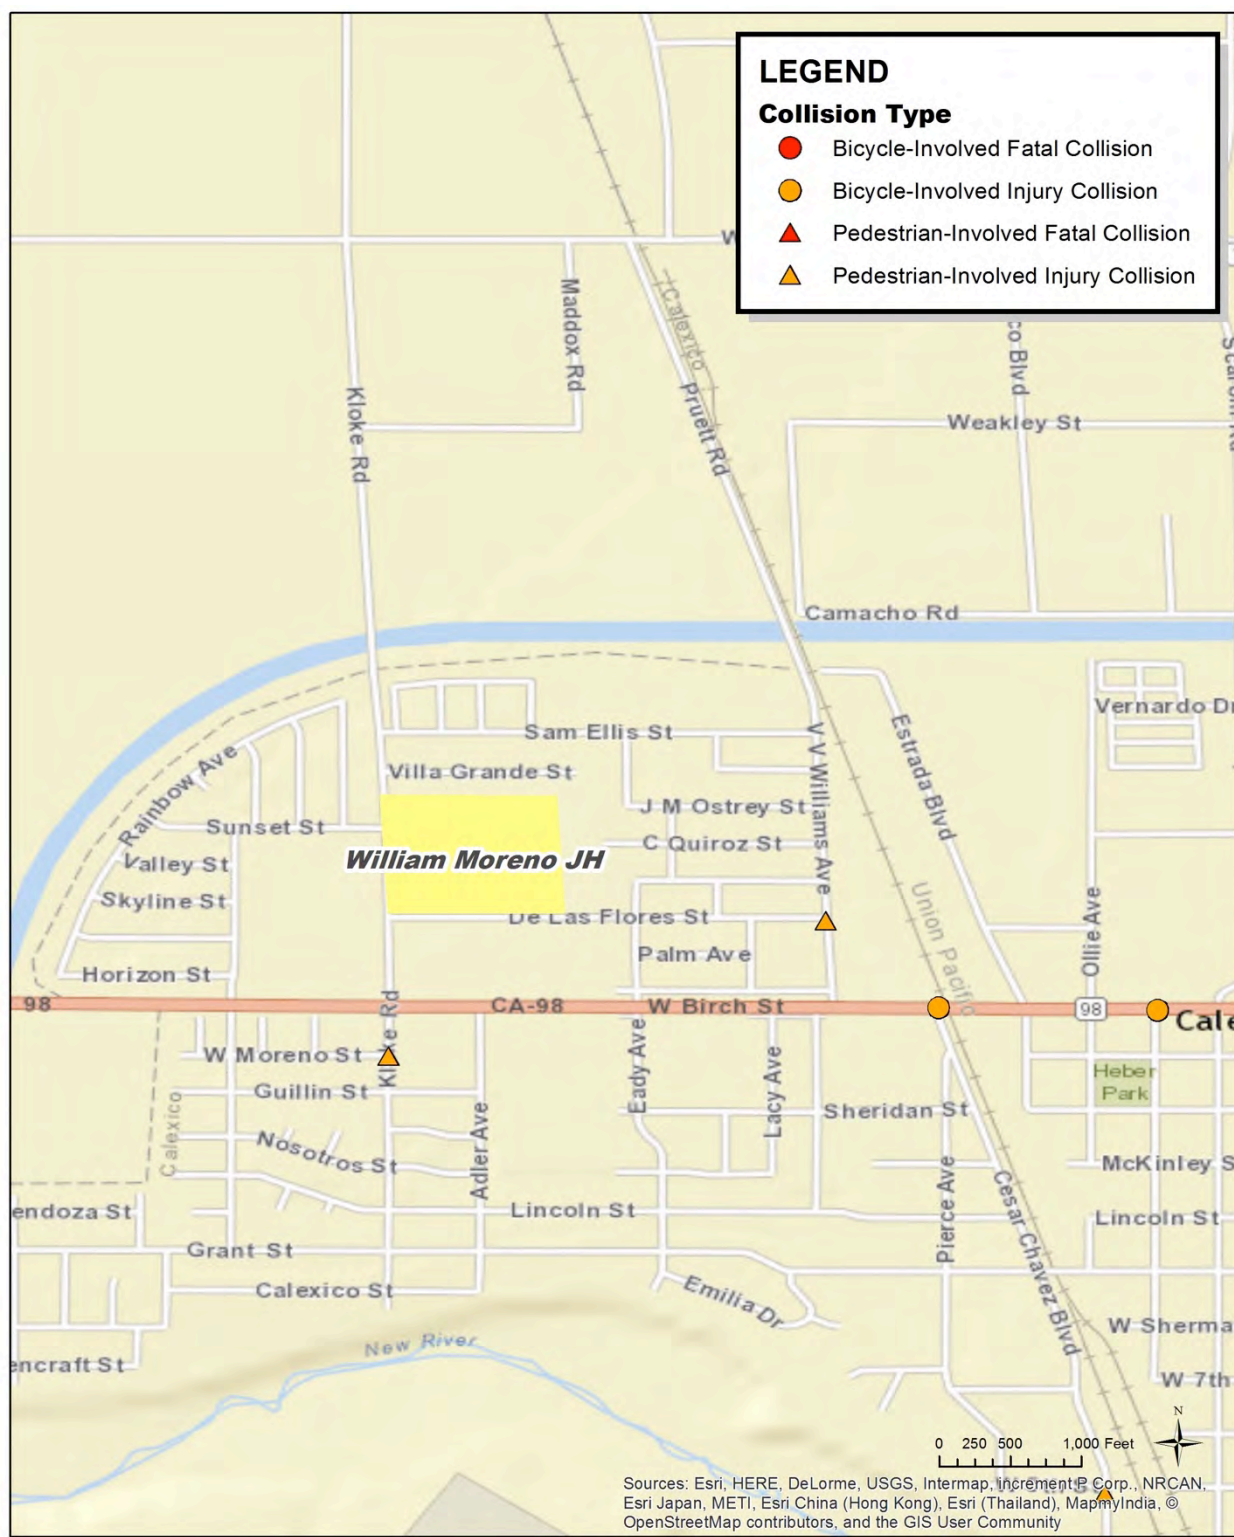 LEGEND
Collision Type
Bicycle-Involved Fatal Collision
Bicycle-Involved Injury Collision
Pedestrian-Involved Fatal Collision
Pedestrian-Involved Injury Collision
W
Maddox Rd
Calexico
co Blvd
Kloke Rd
Pruett Rd
Weakley St
Camacho Rd
Vernardo Dr
Sam Ellis St
V V Williams Ave
Estrada Blvd
Villa Grande St
Rainbow Ave
J M Ostrey St
Sunset St
C Quiroz St
William Moreno JH
Valley St
Skyline St
De Las Flores St
Union Pacific
Ollie Ave
Palm Ave
Horizon St
98
CA-98
W Birch St
98
Cale
Kloke Rd
W Moreno St
Eady Ave
Lacy Ave
Heber
Park
Guillin St
Calexico
Sheridan St
Adler Ave
Nosotros St
McKinley S
Pierce Ave
Cesar Chavez Blvd
endoza St
Lincoln St
Lincoln St
Grant St
Calexico St
Emilia Dr
W Sherma
New River
encraft St
W 7th
N
0 250 500 1,000 Feet
Sources: Esri, HERE, DeLorme, USGS, Intermap, increment P Corp., NRCAN,
Esri Japan, METI, Esri China (Hong Kong), Esri (Thailand), MapmyIndia, ©
OpenStreetMap contributors, and the GIS User Community